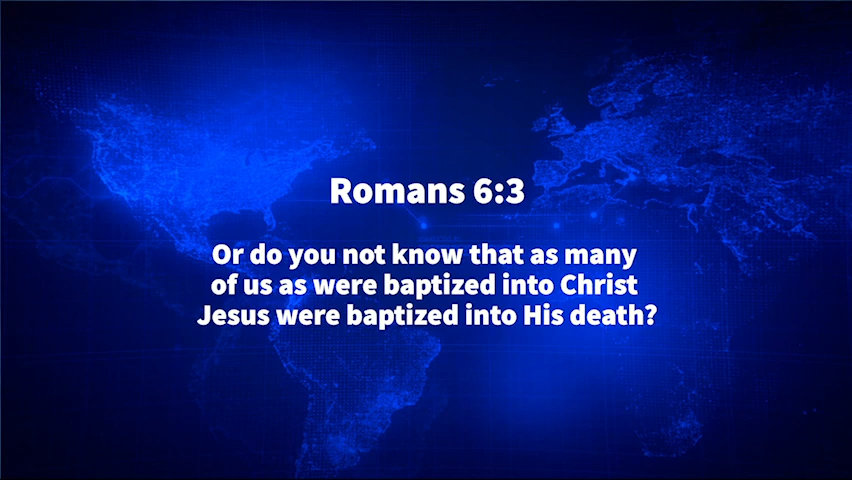 Romans 6:3
Or do you not know that as many
of us as were baptized into Christ
Jesus were baptized into His death?